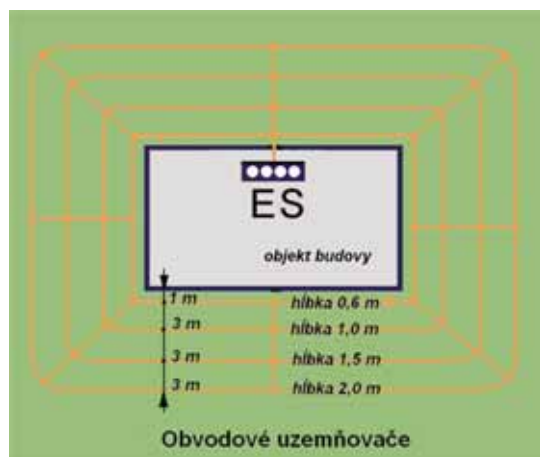 ES
objekt budovy
1 m
hĺbka 0,6 m
3 m
hĺbka 1,0 m
3 m
hĺbka 1,5 m
3 m
hĺbka 2,0 m
Obvodové uzemňovače